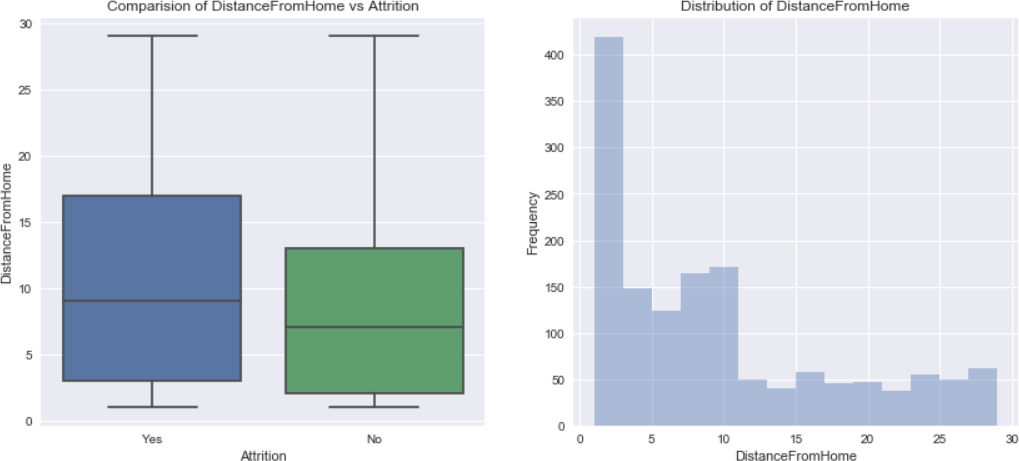 Comparision of DistanceFromHome vs Attrition
30
25
20
15
10
5
0
DistanceFromHome
Yes No
Attrition
Distribution of DistanceFromHome
400
350
300
250
200
150
100
50
0
Frequency
0 5 10 15 20 25 30
DistanceFromHome